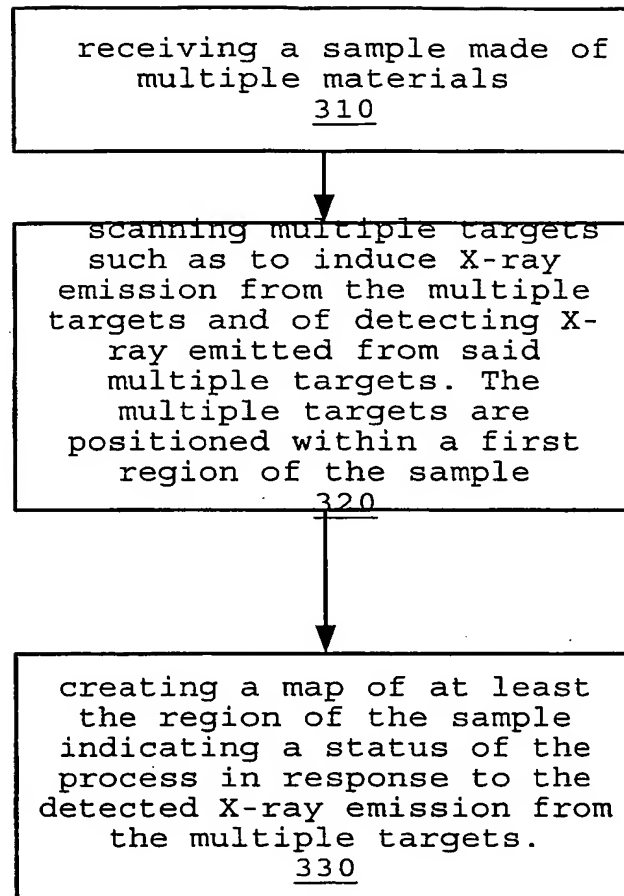 receiving a sample made of
multiple materials
310
scanning multiple targets
such as to induce X-ray
emission from the multiple
targets and of detecting X-
ray emitted from said
multiple targets. The
multiple targets are
positioned within a first
region of the sample
320
creating a map of at least
the region of the sample
indicating a status of the
process in response to the
detected X-ray emission from
the multiple targets.
330